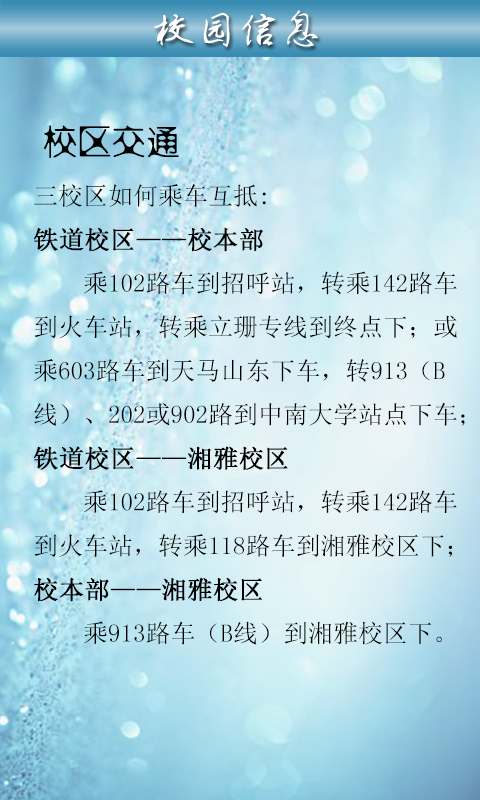 校园信息
校区交通
三校区如何乘车互抵:
铁道校区——校本部
乘102路车到招呼站，转乘142路车
到火车站，转乘立珊专线到终点下；或
乘603路车到天马山东下车，转913（B
线）、202或902路到中南大学站点下车；
铁道校区——湘雅校区
乘102路车到招呼站，转乘142路车
到火车站，转乘118路车到湘雅校区下；
校本部——湘雅校区
乘913路车（B线）到湘雅校区下。